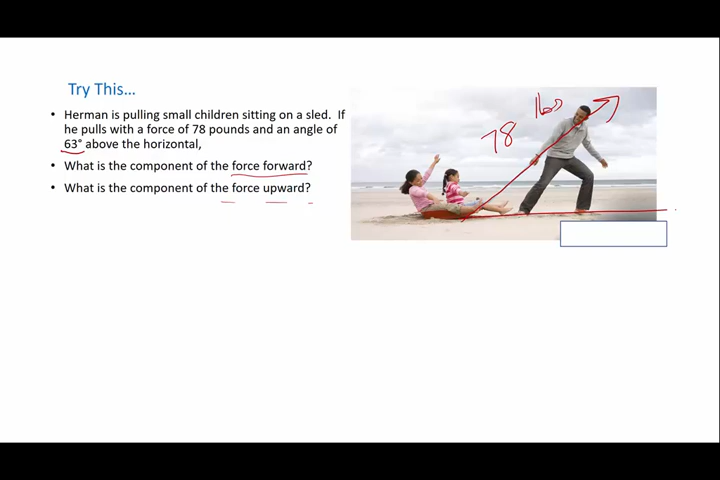 Try This...
• Herman is pulling small children sitting on a sled. If
he pulls with a force of 78 pounds and an angle of
63° above the horizontal,
• What is the component of the force forward?
• What is the component of the force upward?
78 lbs